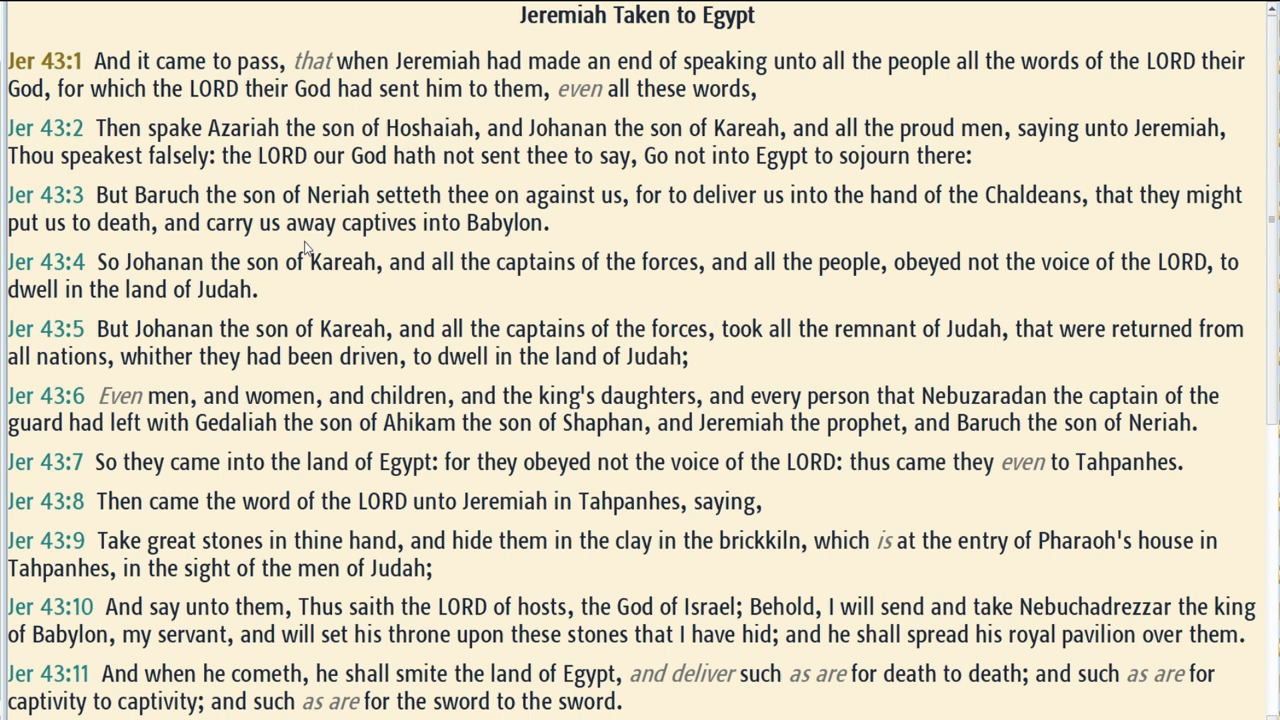 Jeremiah Taken to Egypt
Jer 43:1 And it came to pass, that when Jeremiah had made an end of speaking unto all the people all the words of the LORD their
God, for which the LORD their God had sent him to them, even all these words,
Jer 43:2 Then spake Azariah the son of Hoshaiah, and Johanan the son of Kareah, and all the proud men, saying unto Jeremiah,
Thou speakest falsely: the LORD our God hath not sent thee to say, Go not into Egypt to sojourn there:
Jer 43:3 But Baruch the son of Neriah setteth thee on against us, for to deliver us into the hand of the Chaldeans, that they might
put us to death, and carry us away captives into Babylon.
Jer 43:4 So Johanan the son of Kareah, and all the captains of the forces, and all the people, obeyed not the voice of the LORD, to
dwell in the land of Judah.
Jer 43:5 But Johanan the son of Kareah, and all the captains of the forces, took all the remnant of Judah, that were returned from
all nations, whither they had been driven, to dwell in the land of Judah;
Jer 43:6 Even men, and women, and children, and the king's daughters, and every person that Nebuzaradan the captain of the
guard had left with Gedaliah the son of Ahikam the son of Shaphan, and Jeremiah the prophet, and Baruch the son of Neriah.
Jer 43:7 So they came into the land of Egypt: for they obeyed not the voice of the LORD: thus came they even to Tahpanhes.
Jer 43:8 Then came the word of the LORD unto Jeremiah in Tahpanhes, saying,
Jer 43:9 Take great stones in thine hand, and hide them in the clay in the brickkiln, which is at the entry of Pharaoh's house in
Tahpanhes, in the sight of the men of Judah;
Jer 43:10 And say unto them, Thus saith the LORD of hosts, the God of Israel; Behold, I will send and take Nebuchadrezzar the king
of Babylon, my servant, and will set his throne upon these stones that I have hid; and he shall spread his royal pavilion over them.
Jer 43:11 And when he cometh, he shall smite the land of Egypt, and deliver such as are for death to death; and such as are for
captivity to captivity; and such as are for the sword to the sword.